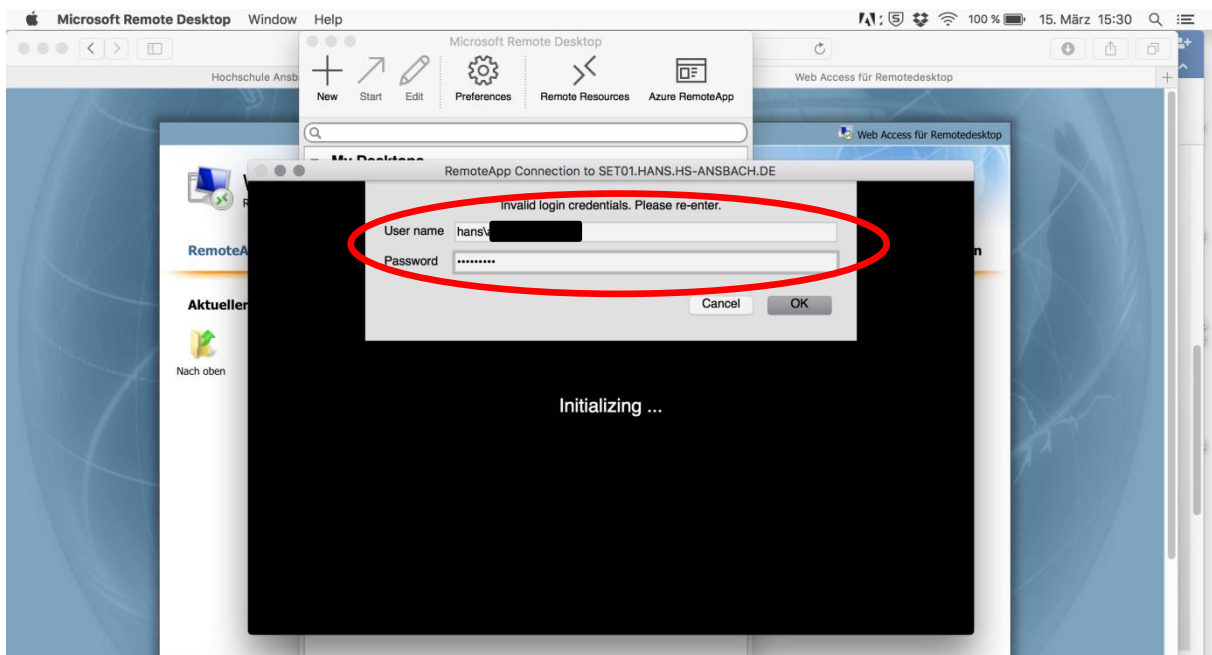 Microsoft Remote Desktop Window Help 100 % 15. März 15:30
Microsoft Remote Desktop
Hochschule Ansb
Web Access für Remotedesktop
New Start Edit Preferences Remote Resources Azure RemoteApp
Web Access für Remotedesktop
My Desktops
RemoteApp Connection to SET01.HANS.HS-ANSBACH.DE
Invalid login credentials. Please re-enter.
User name hans\
RemoteA
n
Password •••••••••
Aktueller
Cancel OK
Nach oben
Initializing ...